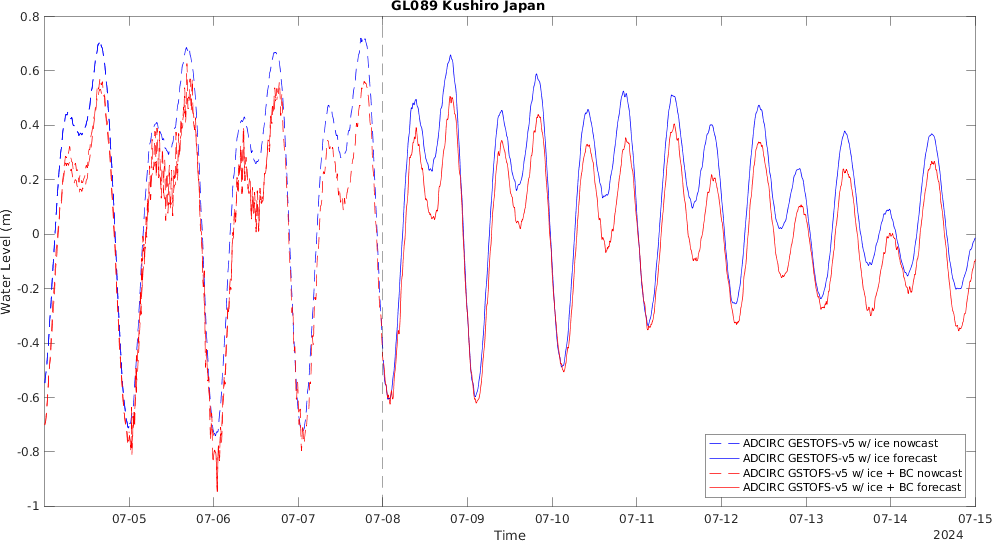 GL089 Kushiro Japan
Water Level (m)
0.8
0.6
0.4
0.2
0
-0.2
-0.4
-0.6
-0.8
-1
ADCIRC GESTOFS-v5 w/ ice nowcast
ADCIRC GESTOFS-v5 w/ ice forecast
ADCIRC GSTOFS-v5 w/ ice + BC nowcast
ADCIRC GSTOFS-v5 w/ ice + BC forecast
07-05 07-06 07-07 07-08 07-09 07-10 07-11 07-12 07-13 07-14 07-15
Time
2024